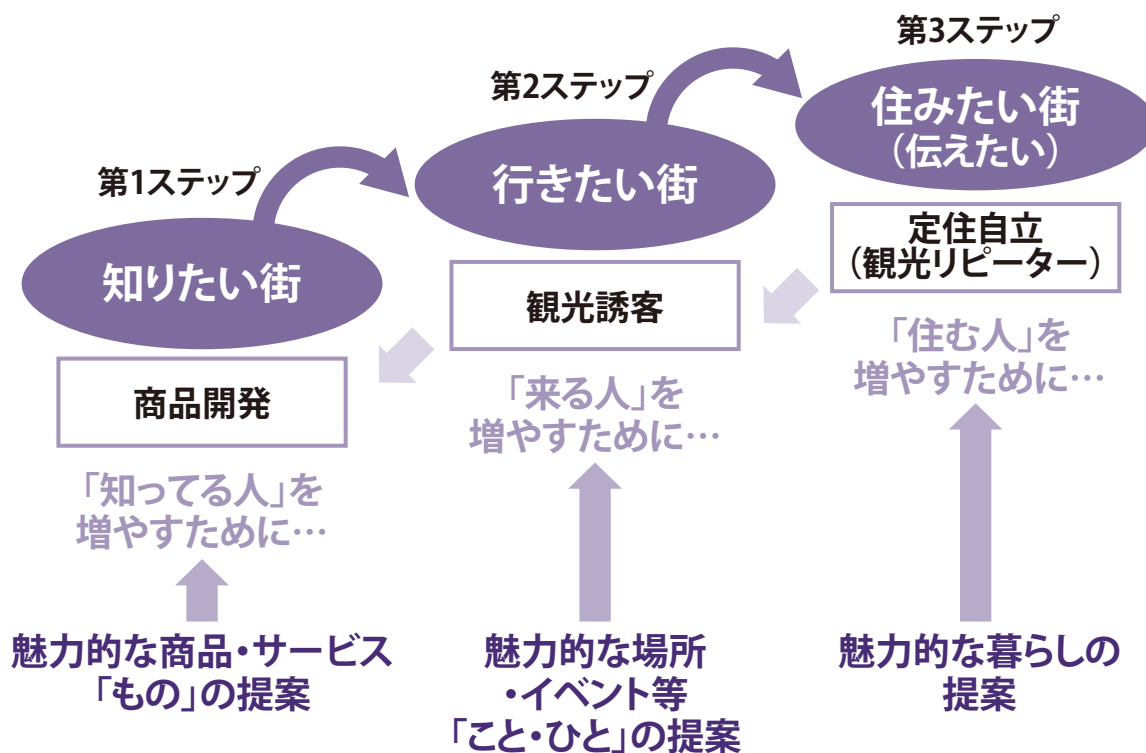 第1ステップ
知りたい街
商品開発
「知ってる人」を
増やすために…
魅力的な商品・サービス
「もの」の提案
第2ステップ
行きたい街
観光誘客
「来る人」を
増やすために…
魅力的な場所
・イベント等
「こと・ひと」の提案
第3ステップ
住みたい街
（伝えたい）
定住自立
（観光リピーター）
「住む人」を
増やすために…
魅力的な暮らしの
提案